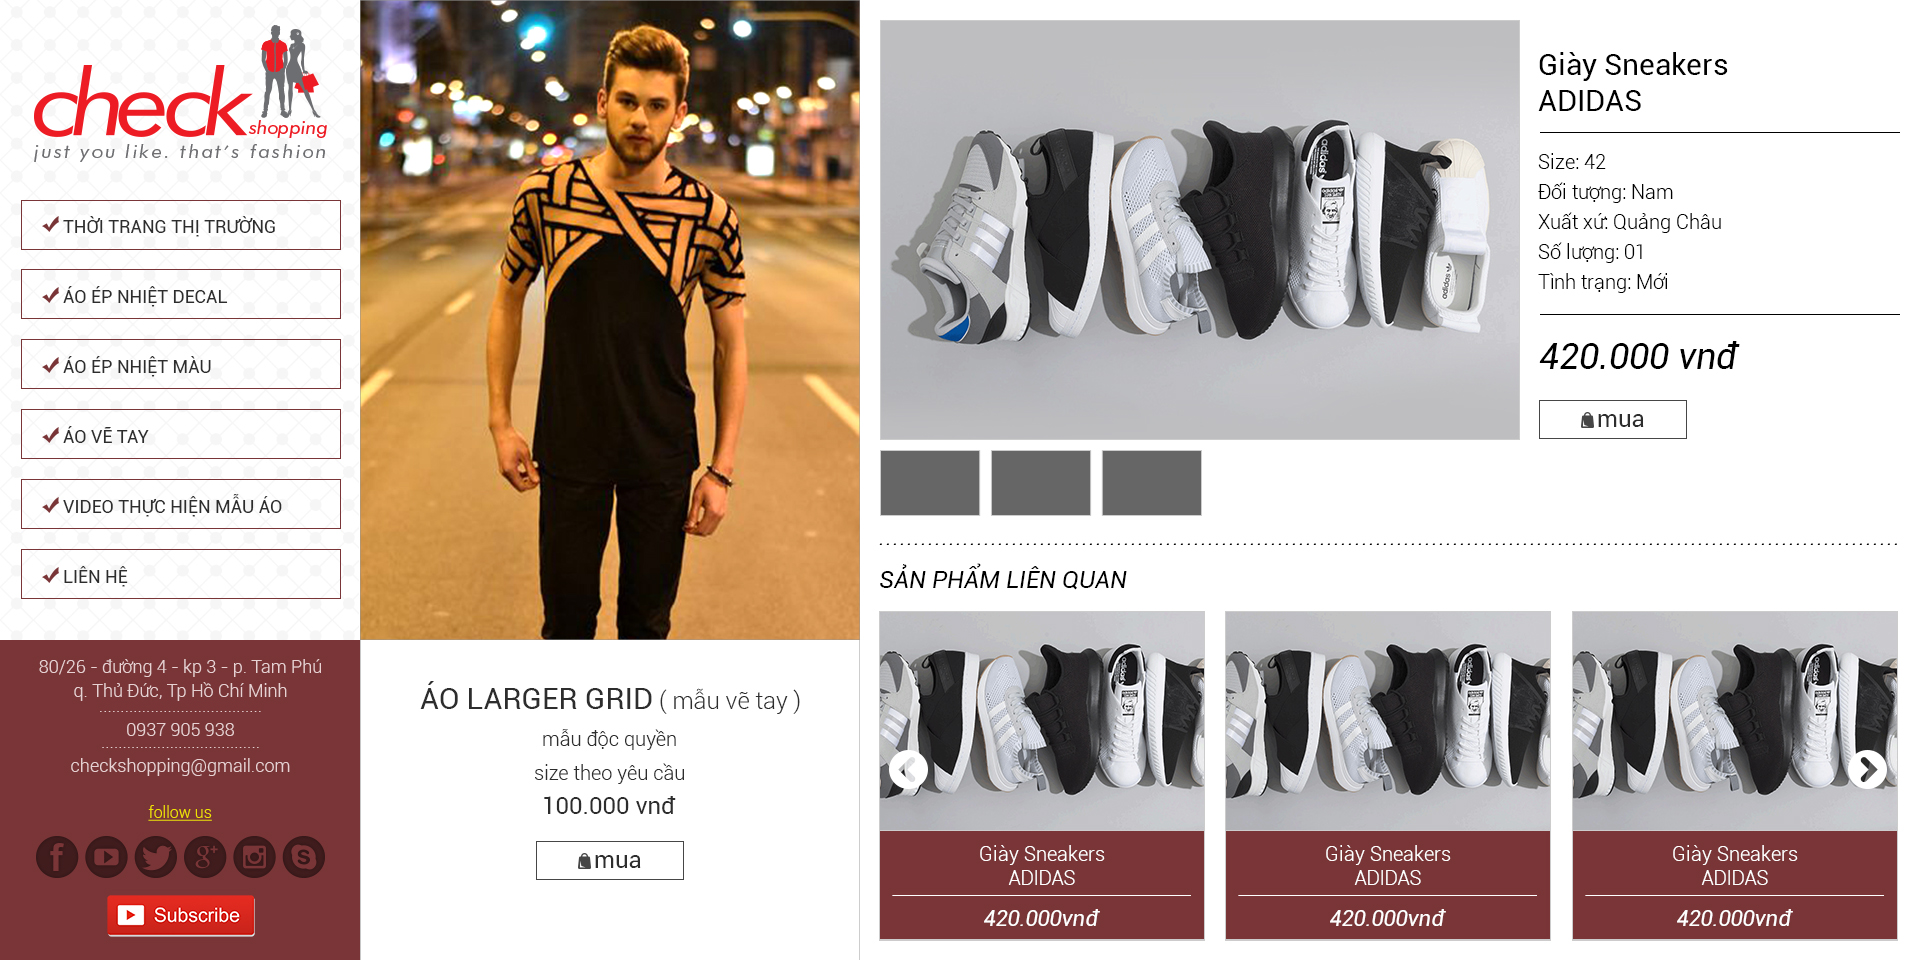 check
shopping
just you like. that's fashion
THỜI TRANG THỊ TRƯỜNG
ÁO ÉP NHIỆT DECAL
ÁO ÉP NHIỆT MÀU
ÁO VẼ TAY
VIDEO THỰC HIỆN MẪU ÁO
LIÊN HỆ
80/26 - đường 4 - kp 3 - p. Tam Phú
q. Thủ Đức, Tp Hồ Chí Minh
0937 905 938
checkshopping@gmail.com
follow us
Subscribe
ÁO LARGER GRID ( mẫu vẽ tay )
mẫu độc quyền
size theo yêu cầu
100.000 vnđ
mua
adidas
adidas
Giày Sneakers
ADIDAS
Size: 42
Đối tượng: Nam
Xuất xứ: Quảng Châu
Số lượng: 01
Tình trạng: Mới
420.000 vnđ
mua
SẢN PHẨM LIÊN QUAN
adidas
Giày Sneakers
ADIDAS
420.000vnđ
adidas
Giày Sneakers
ADIDAS
420.000vnđ
adidas
Giày Sneakers
ADIDAS
420.000vnđ